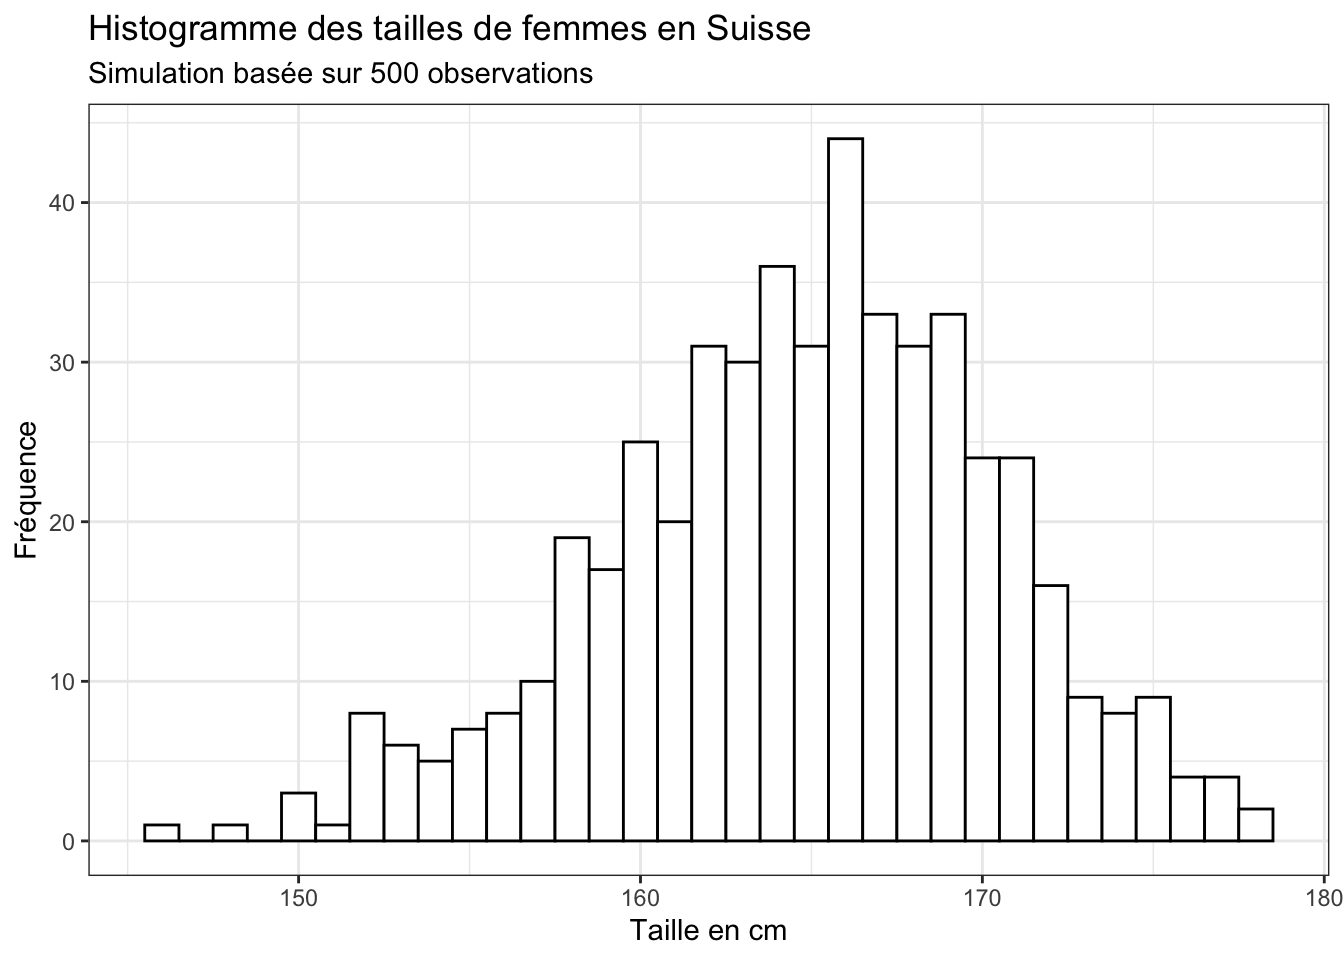 Histogramme des tailles de femmes en Suisse
Simulation basée sur 500 observations
Fréquence
40
30
20
10
0
150
160
170
180
Taille en cm